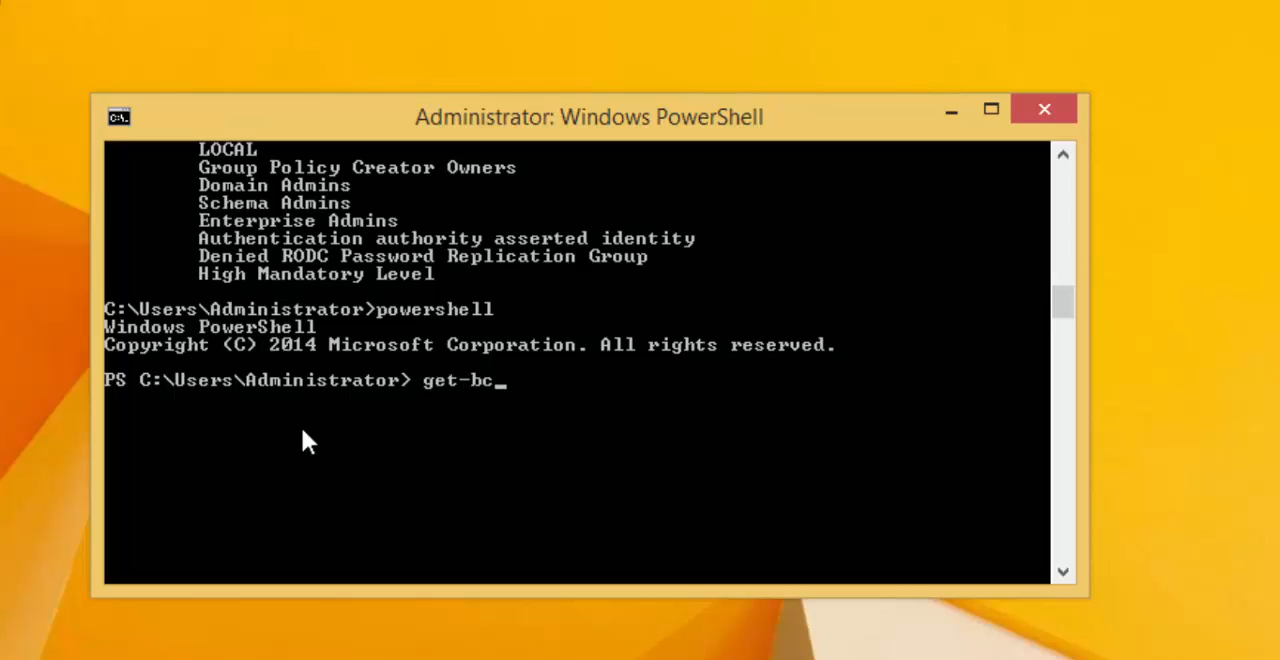 C:\.
Administrator: Windows PowerShell
LOCAL
Group Policy Creator Owners
Domain Admins
Schema Admins
Enterprise Admins
Authentication authority asserted identity
Denied RODC Password Replication Group
High Mandatory Level
C:\Users\Administrator>powershell
Windows PowerShell
Copyright (C) 2014 Microsoft Corporation. All rights reserved.
PS C:\Users\Administrator> get-bc_